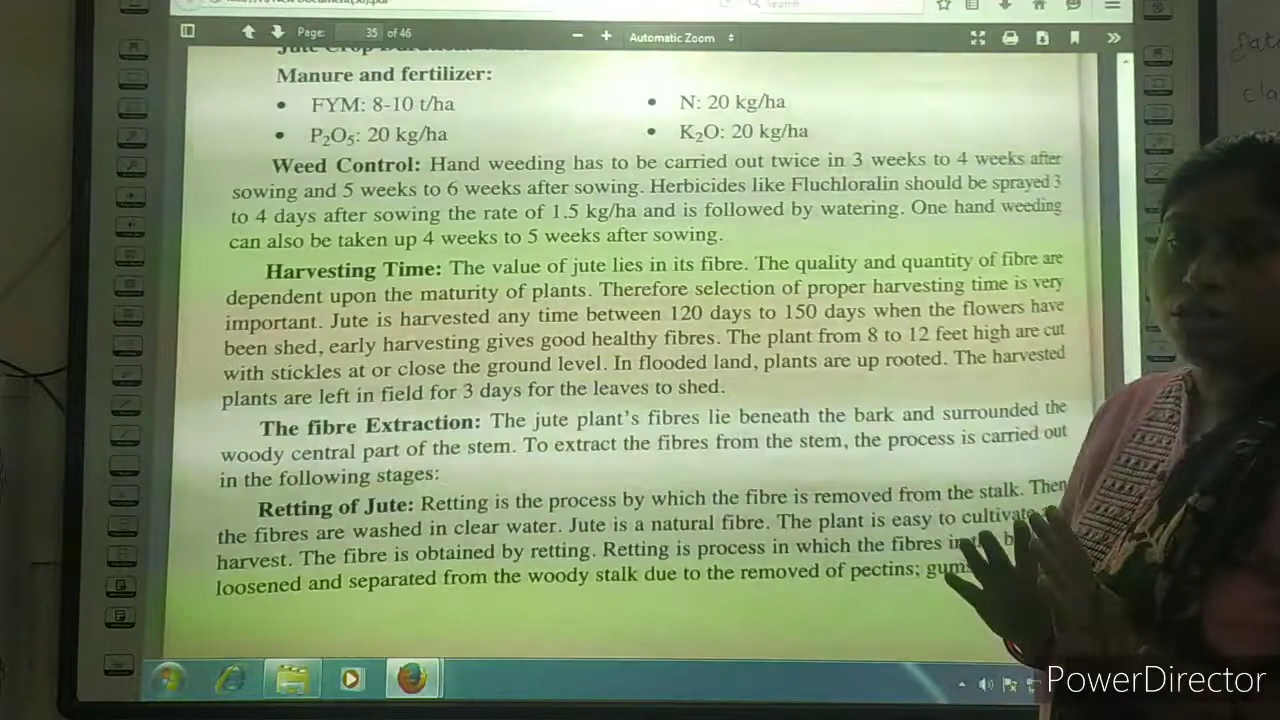 Search
Page: 35 of 46
Automatic Zoom
Manure and fertilizer:
• FYM: 8-10 t/ha
• N: 20 kg/ha
• P₂O₅: 20 kg/ha
• K₂O: 20 kg/ha
Weed Control: Hand weeding has to be carried out twice in 3 weeks to 4 weeks after
sowing and 5 weeks to 6 weeks after sowing. Herbicides like Fluchloralin should be sprayed 3
to 4 days after sowing the rate of 1.5 kg/ha and is followed by watering. One hand weeding
can also be taken up 4 weeks to 5 weeks after sowing.
Harvesting Time: The value of jute lies in its fibre. The quality and quantity of fibre are
dependent upon the maturity of plants. Therefore selection of proper harvesting time is very
important. Jute is harvested any time between 120 days to 150 days when the flowers have
been shed, early harvesting gives good healthy fibres. The plant from 8 to 12 feet high are cut
with stickles at or close the ground level. In flooded land, plants are up rooted. The harvested
plants are left in field for 3 days for the leaves to shed.
The fibre Extraction: The jute plant's fibres lie beneath the bark and surrounded the
woody central part of the stem. To extract the fibres from the stem, the process is carried out
in the following stages:
Retting of Jute: Retting is the process by which the fibre is removed from the stalk. Then
the fibres are washed in clear water. Jute is a natural fibre. The plant is easy to cultivate
harvest. The fibre is obtained by retting. Retting is process in which the fibres in
loosened and separated from the woody stalk due to the removed of pectins; gums
PowerDirector